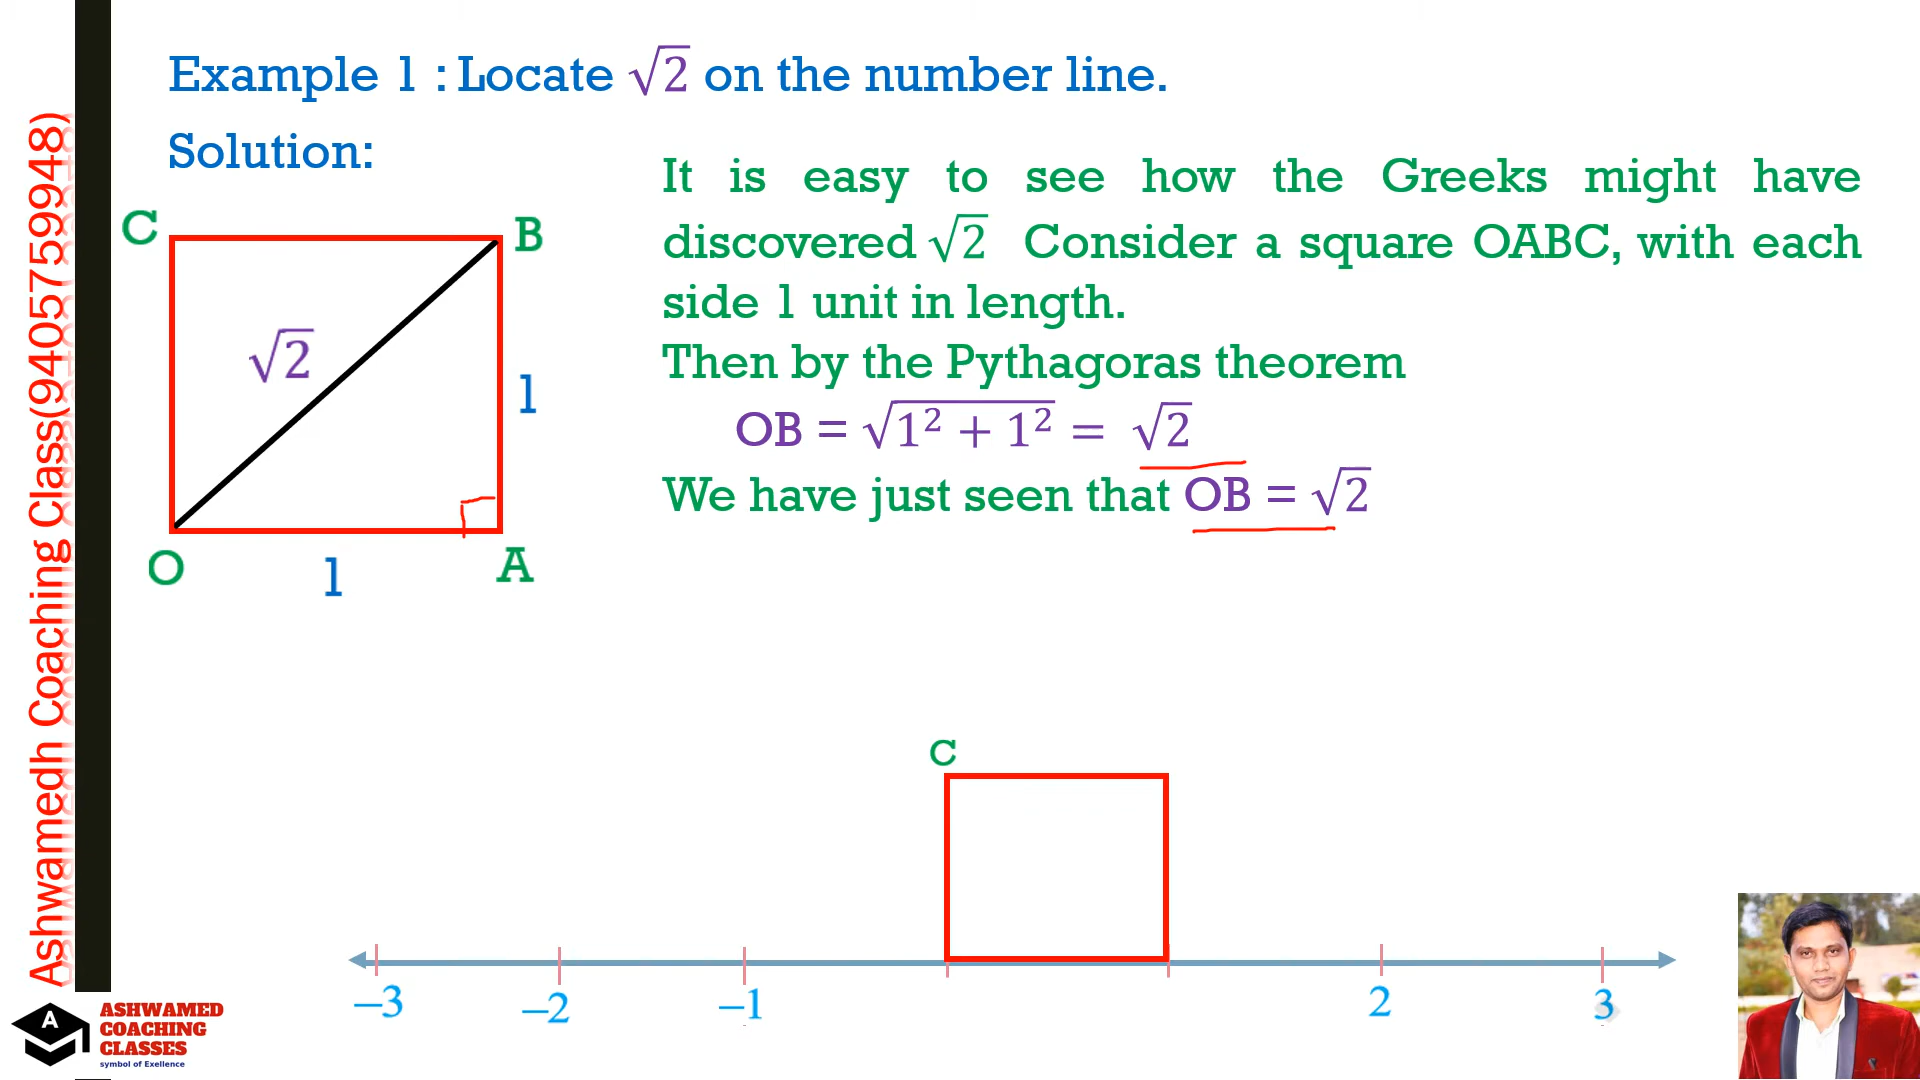 Example 1 : Locate √2 on the number line.
Solution:
It is easy to see how the Greeks might have
discovered √2 Consider a square OABC, with each
side 1 unit in length.
Then by the Pythagoras theorem
OB = √(1² + 1²) = √2
We have just seen that OB = √2
C
B
√2
1
O
1
A
C
–3
–2
–1
2
3
Ashwamedh Coaching Class(9405759948)
A
ASHWAMED
COACHING
CLASSES
symbol of Exellence